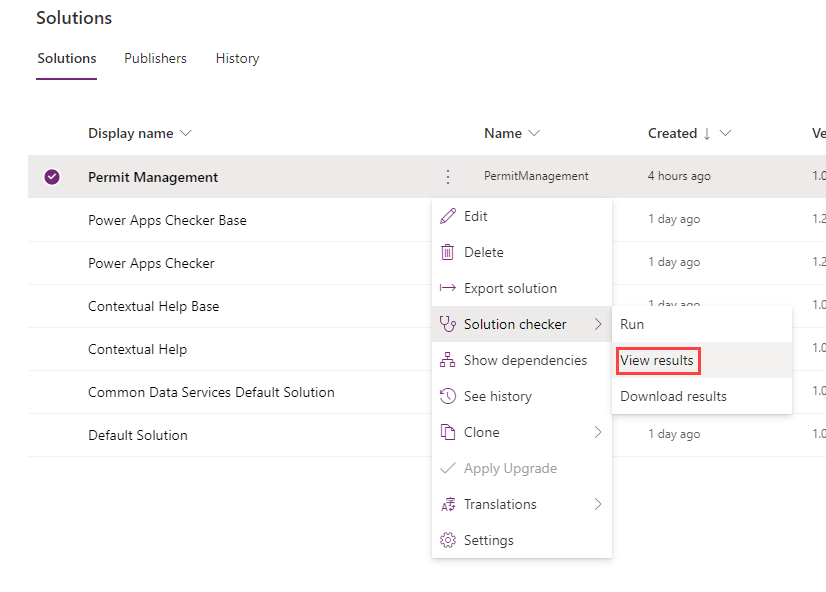 Solutions
Solutions Publishers History
Display name Name Created Ve
Permit Management PermitManagement 4 hours ago 1.0
Power Apps Checker Base 1 day ago 1.2
Power Apps Checker 1 day ago 1.2
Contextual Help Base 1 day ago 1.0
Contextual Help 1.0
Common Data Services Default Solution 1.0
Default Solution 1 day ago 1.0
Edit
Delete
Export solution
Solution checker
Show dependencies
See history
Clone
Apply Upgrade
Translations
Settings
Run
View results
Download results